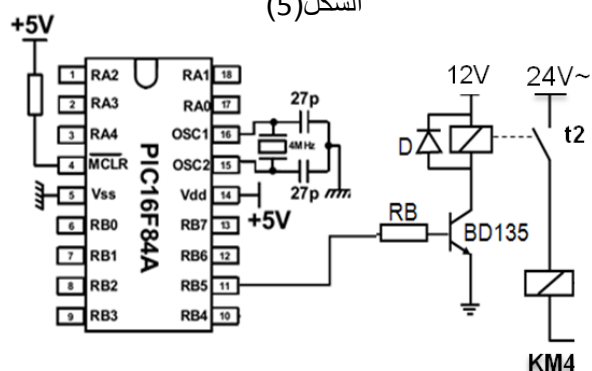 الشكل(5)
+5V
1 RA2 RA1 18
2 RA3 RA0 17
3 RA4 OSC1 16
4 MCLR OSC2 15
5 Vss Vdd 14
6 RB0 RB7 13
7 RB1 RB6 12
8 RB2 RB5 11
9 RB3 RB4 10
PIC16F84A
27p
4MHz
27p
+5V
12V
24V~
D
t2
RB
BD135
KM4